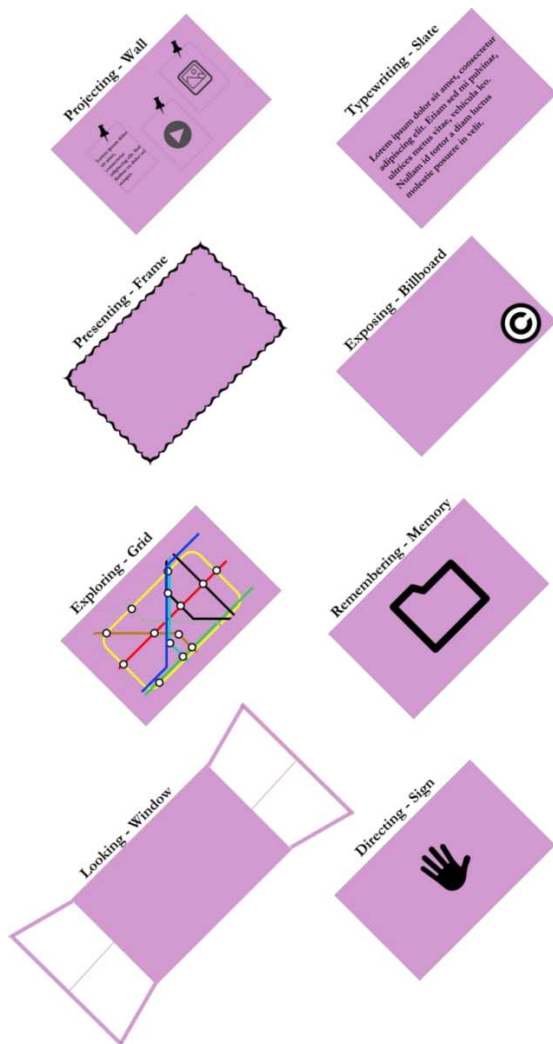 Projecting - Wall
Typewriting - Slate
Lorem ipsum dolor sit amet, consectetur
adipiscing elit. Etiam sed mi pulvinar,
ultrices metus vitae, vehicula leo.
Nullam id tortor a diam luctus
molestie posuere in velit.
Presenting - Frame
Exposing - Billboard
Exploring - Grid
Remembering - Memory
Looking - Window
Directing - Sign